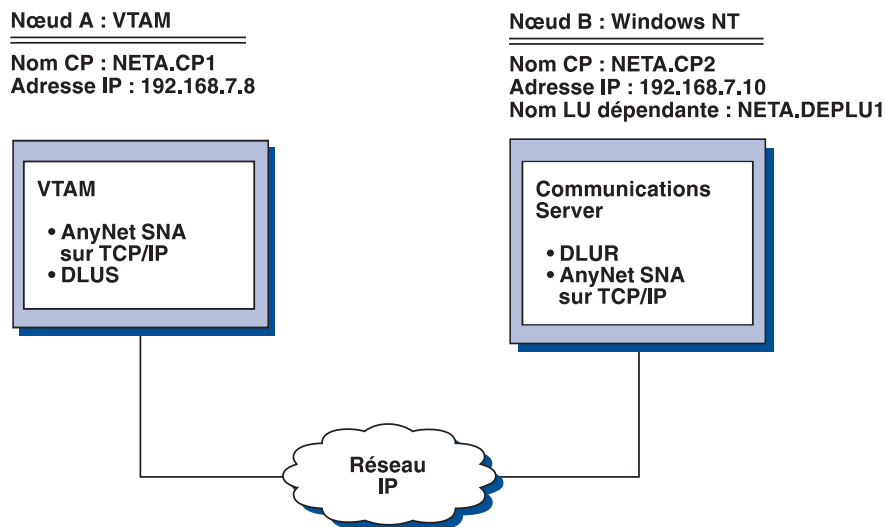 Nœud A : VTAM
Nom CP : NETA.CP1
Adresse IP : 192.168.7.8
Nœud B : Windows NT
Nom CP : NETA.CP2
Adresse IP : 192.168.7.10
Nom LU dépendante : NETA.DEPLU1
VTAM
• AnyNet SNA
sur TCP/IP
• DLUS
Communications
Server
• DLUR
• AnyNet SNA
sur TCP/IP
Réseau
IP